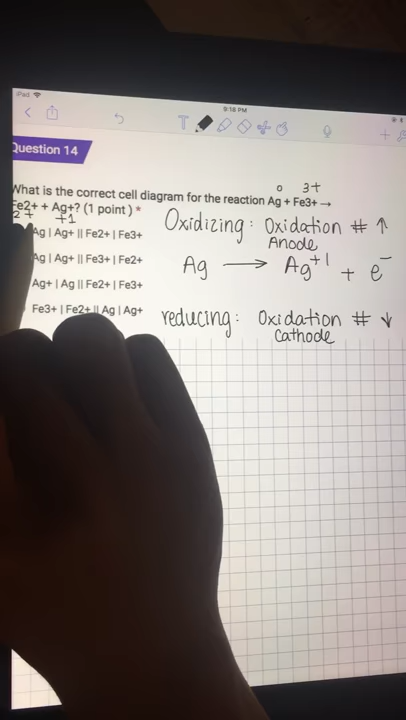 iPad
9:18 PM
Question 14
What is the correct cell diagram for the reaction Ag + Fe3+ →
Fe2+ + Ag+? (1 point) *
0 3+
2+ +1
Ag | Ag+ || Fe2+ | Fe3+
Ag | Ag+ || Fe3+ | Fe2+
Ag+ | Ag || Fe2+ | Fe3+
Fe3+ | Fe2+ || Ag | Ag+
Oxidizing: Oxidation # ↑
Anode
Ag → Ag+1 + e-
reducing: Oxidation # ↓
Cathode